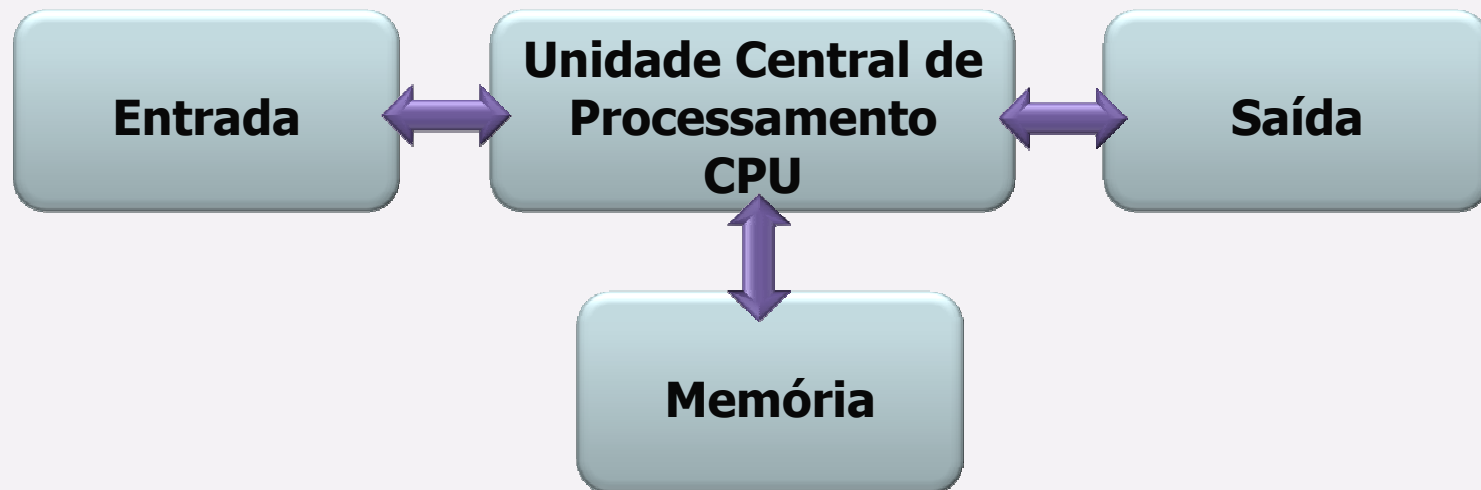 Entrada
Unidade Central de
Processamento
CPU
Saída
Memória